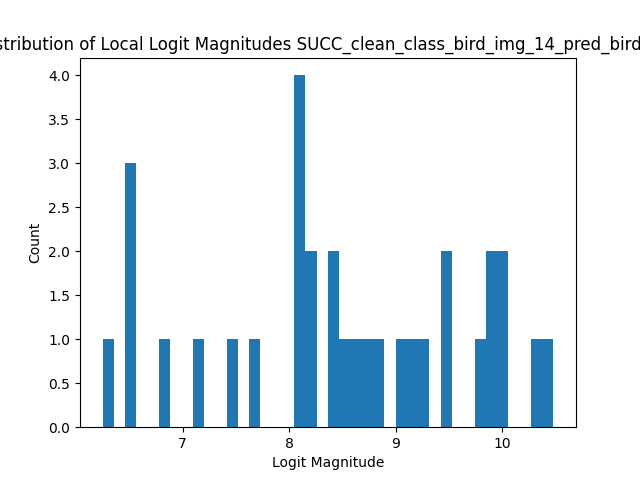 stribution of Local Logit Magnitudes SUCC_clean_class_bird_img_14_pred_bird
4.0
3.5
3.0
2.5
2.0
1.5
1.0
0.5
0.0
Count
7 8 9 10
Logit Magnitude